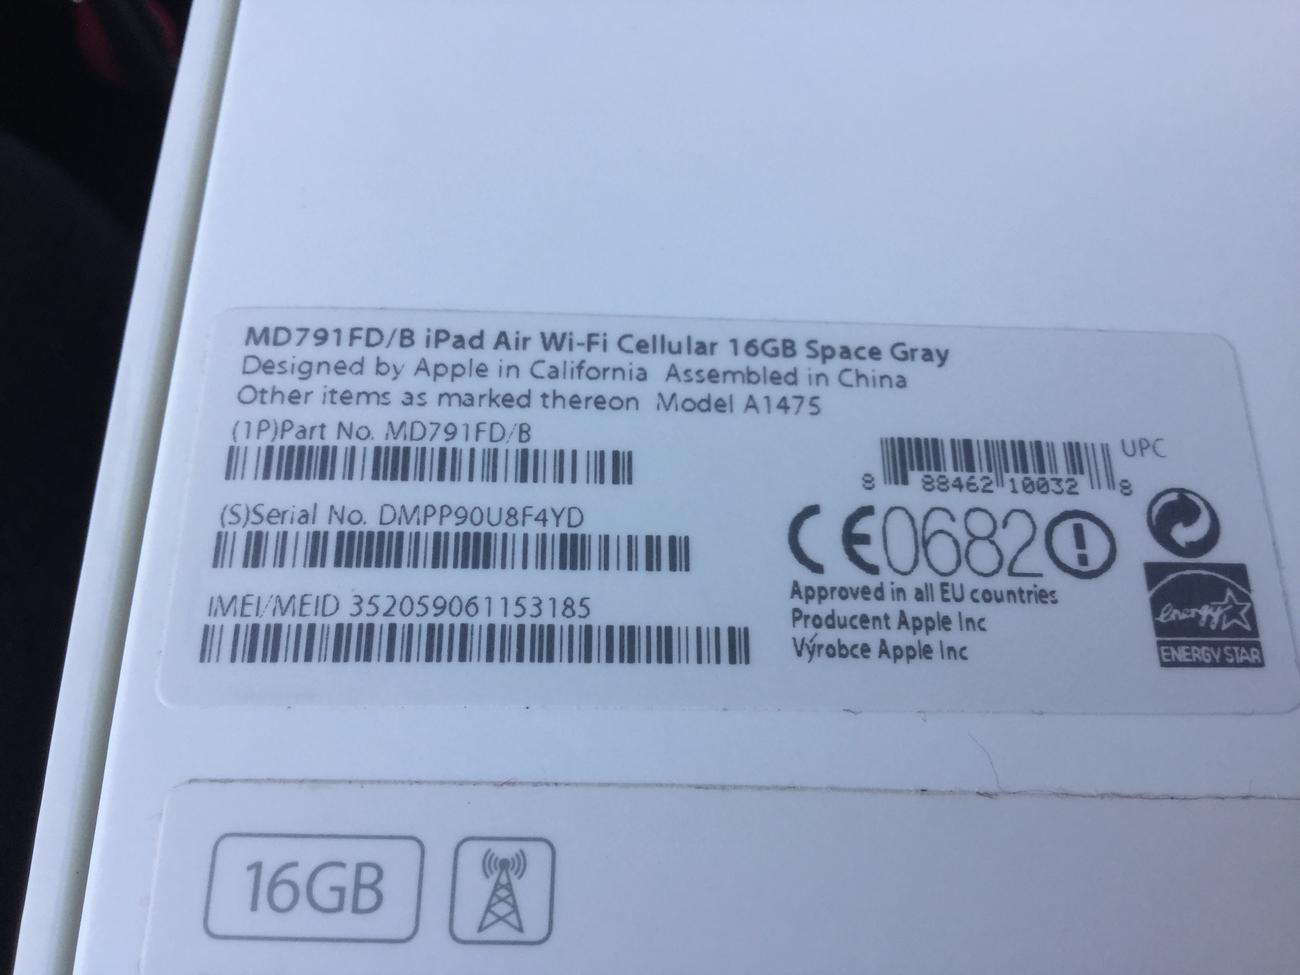 MD791FD/B iPad Air Wi-Fi Cellular 16GB Space Gray
Designed by Apple in California Assembled in China
Other items as marked thereon Model A1475
(1P)Part No. MD791FD/B
UPC
8 88462 10032 8
(S)Serial No. DMPP90U8F4YD
CE0682
IMEI/MEID 352059061153185
Approved in all EU countries
Producent Apple Inc
Výrobce Apple Inc
energy
ENERGY STAR
16GB